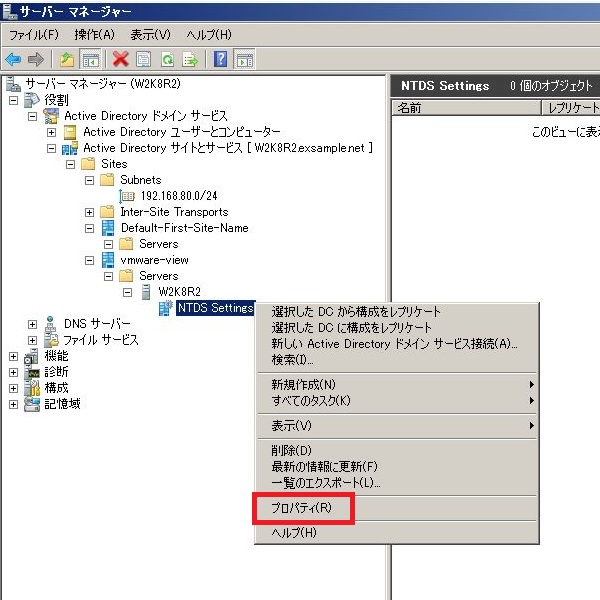 サーバー マネージャー
ファイル(F) 操作(A) 表示(V) ヘルプ(H)
サーバー マネージャー (W2K8R2)
役割
Active Directory ドメイン サービス
Active Directory ユーザーとコンピューター
Active Directory サイトとサービス [ W2K8R2.exsample.net ]
Sites
Subnets
192.168.80.0/24
Inter-Site Transports
Default-First-Site-Name
Servers
vmware-view
Servers
W2K8R2
NTDS Settings
DNS サーバー
ファイル サービス
機能
診断
構成
記憶域
NTDS Settings 0 個のオブジェクト
名前 レプリケート
このビューに表示
選択した DC から構成をレプリケート
選択した DC に構成をレプリケート
新しい Active Directory ドメイン サービス接続(A)...
検索(I)...
新規作成(N)
すべてのタスク(K)
表示(V)
削除(D)
最新の情報に更新(F)
一覧のエクスポート(L)...
プロパティ(R)
ヘルプ(H)